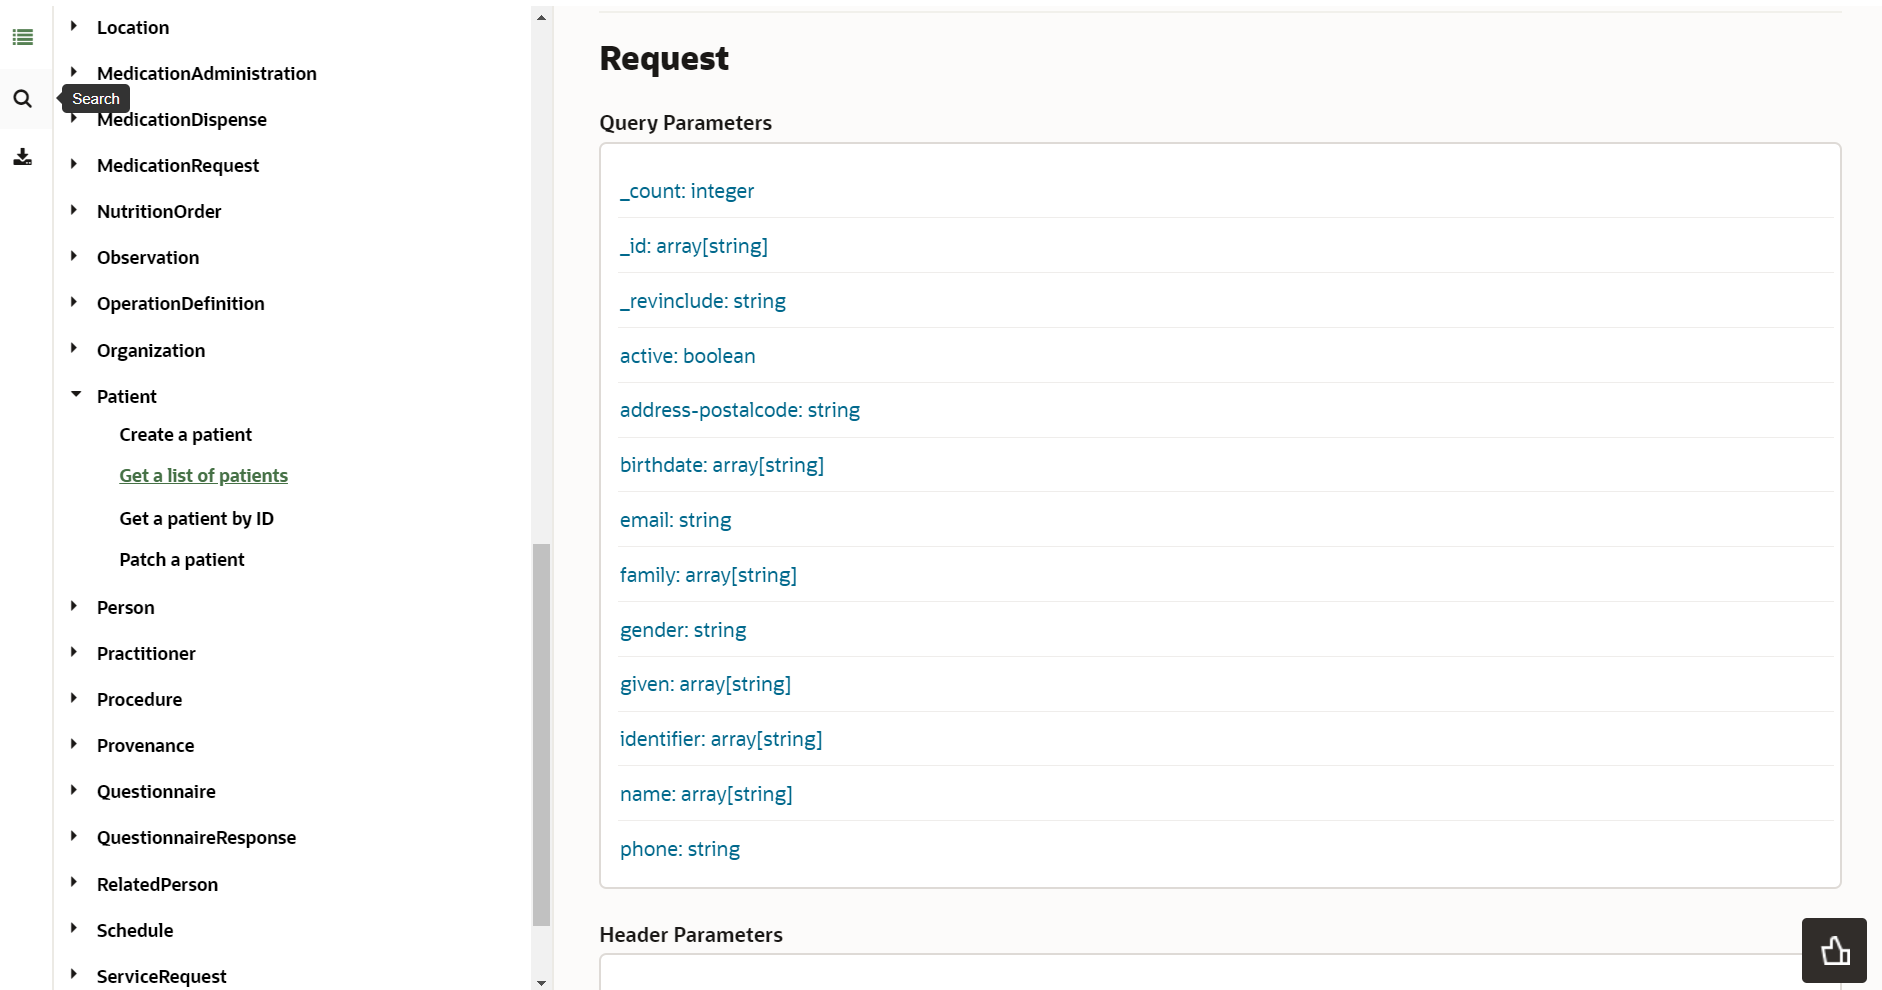 Location
MedicationAdministration
Search
MedicationDispense
MedicationRequest
NutritionOrder
Observation
OperationDefinition
Organization
Patient
Create a patient
Get a list of patients
Get a patient by ID
Patch a patient
Person
Practitioner
Procedure
Provenance
Questionnaire
QuestionnaireResponse
RelatedPerson
Schedule
ServiceRequest
Request
Query Parameters
_count: integer
_id: array[string]
_revinclude: string
active: boolean
address-postalcode: string
birthdate: array[string]
email: string
family: array[string]
gender: string
given: array[string]
identifier: array[string]
name: array[string]
phone: string
Header Parameters